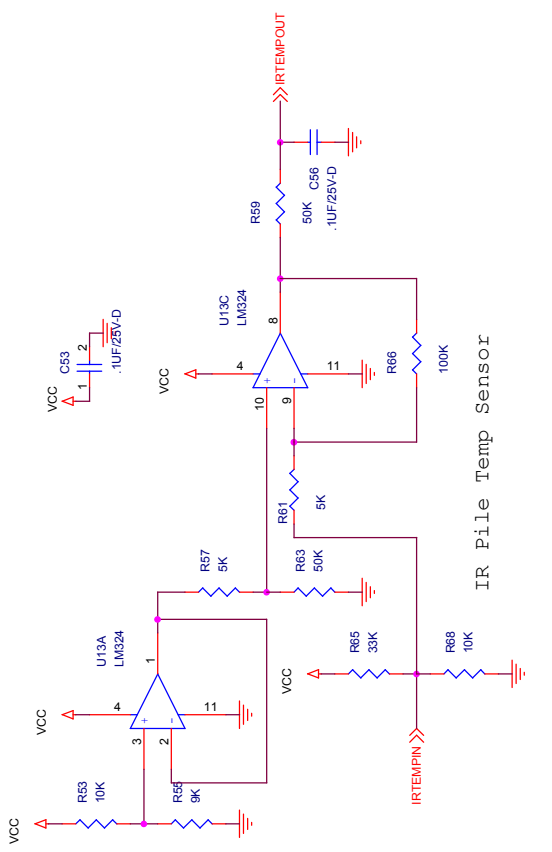 VCC
R53
10K
R55
9K
VCC
U13A
LM324
3
2
+
-
4
11
1
R57
5K
R63
50K
VCC
C53
1
2
.1UF/25V-D
VCC
U13C
LM324
10
9
+
-
4
11
8
R61
5K
R66
100K
R59
50K
C56
.1UF/25V-D
IRTEMPOUT
VCC
R65
33K
R68
10K
IRTEMPIN
IR Pile Temp Sensor